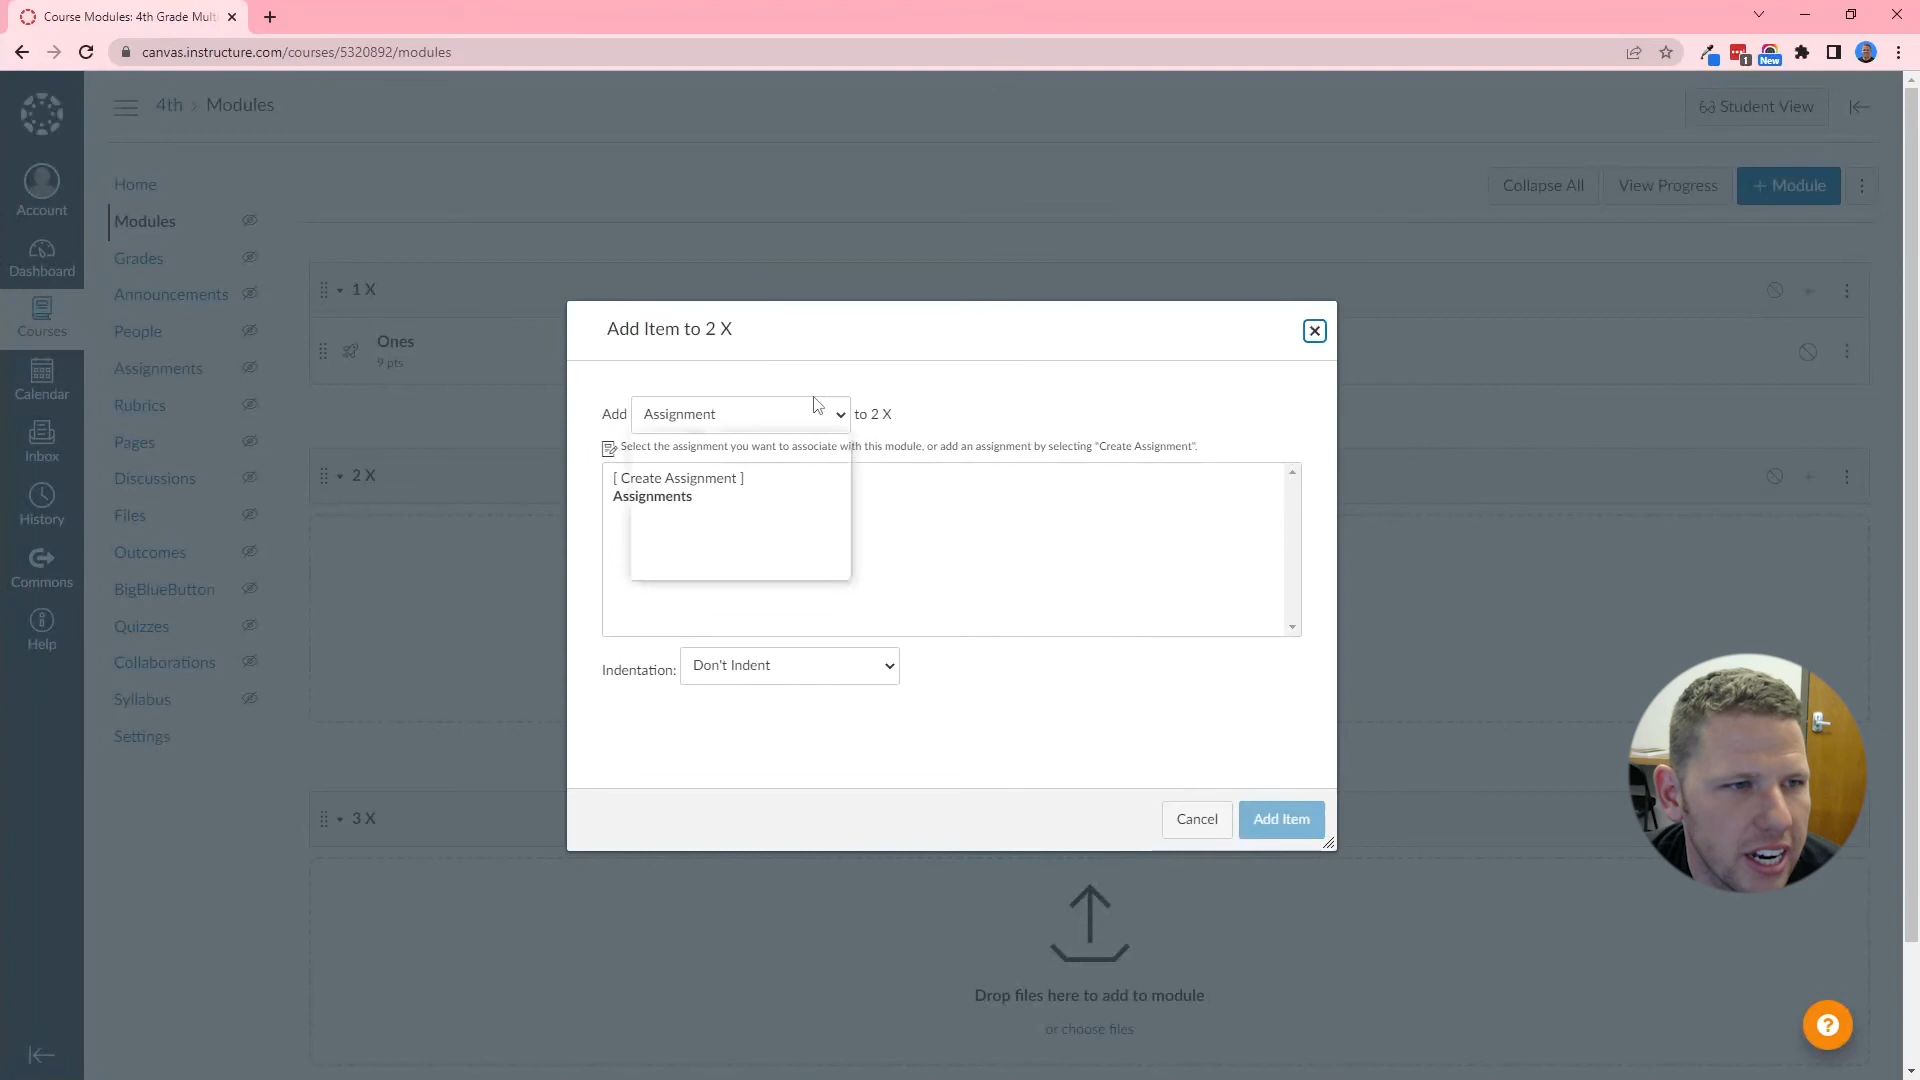 Course Modules: 4th Grade Mult
canvas.instructure.com/courses/5320892/modules
1
New
4th > Modules
Student View
Account
Dashboard
Courses
Calendar
Inbox
History
Commons
Help
Home
Modules
Grades
Announcements
People
Assignments
Rubrics
Pages
Discussions
Files
Outcomes
BigBlueButton
Quizzes
Collaborations
Syllabus
Settings
Collapse All
View Progress
+ Module
1 X
Ones
9 pts
2 X
3 X
Add Item to 2 X
Add Assignment to 2 X
Select the assignment you want to associate with this module, or add an assignment by selecting "Create Assignment".
[ Create Assignment ]
Assignments
Indentation: Don't Indent
Cancel
Add Item
Drop files here to add to module
or choose files
?